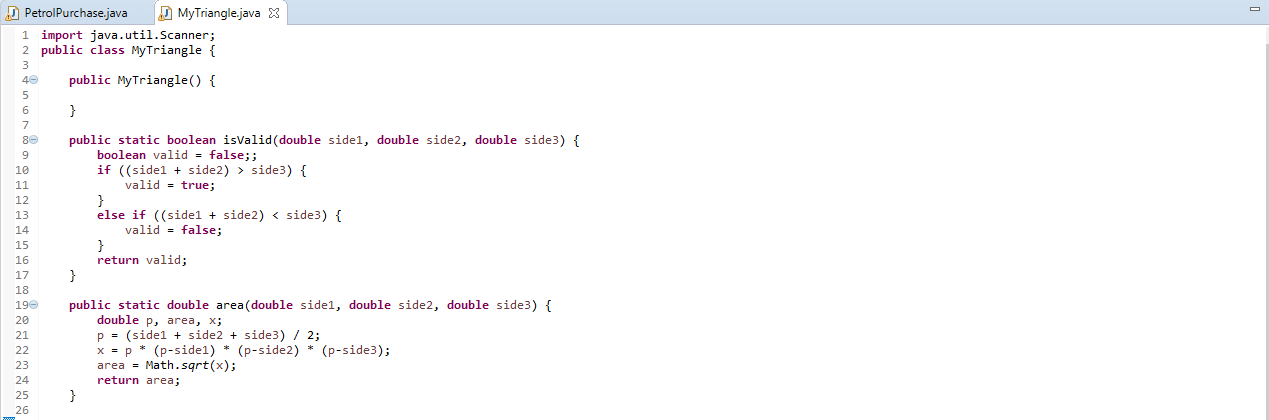 PetrolPurchase.java MyTriangle.java
1 import java.util.Scanner;
2 public class MyTriangle {
3
4 public MyTriangle() {
5
6 }
7
8 public static boolean isValid(double side1, double side2, double side3) {
9 boolean valid = false;;
10 if ((side1 + side2) > side3) {
11 valid = true;
12 }
13 else if ((side1 + side2) < side3) {
14 valid = false;
15 }
16 return valid;
17 }
18
19 public static double area(double side1, double side2, double side3) {
20 double p, area, x;
21 p = (side1 + side2 + side3) / 2;
22 x = p * (p-side1) * (p-side2) * (p-side3);
23 area = Math.sqrt(x);
24 return area;
25 }
26